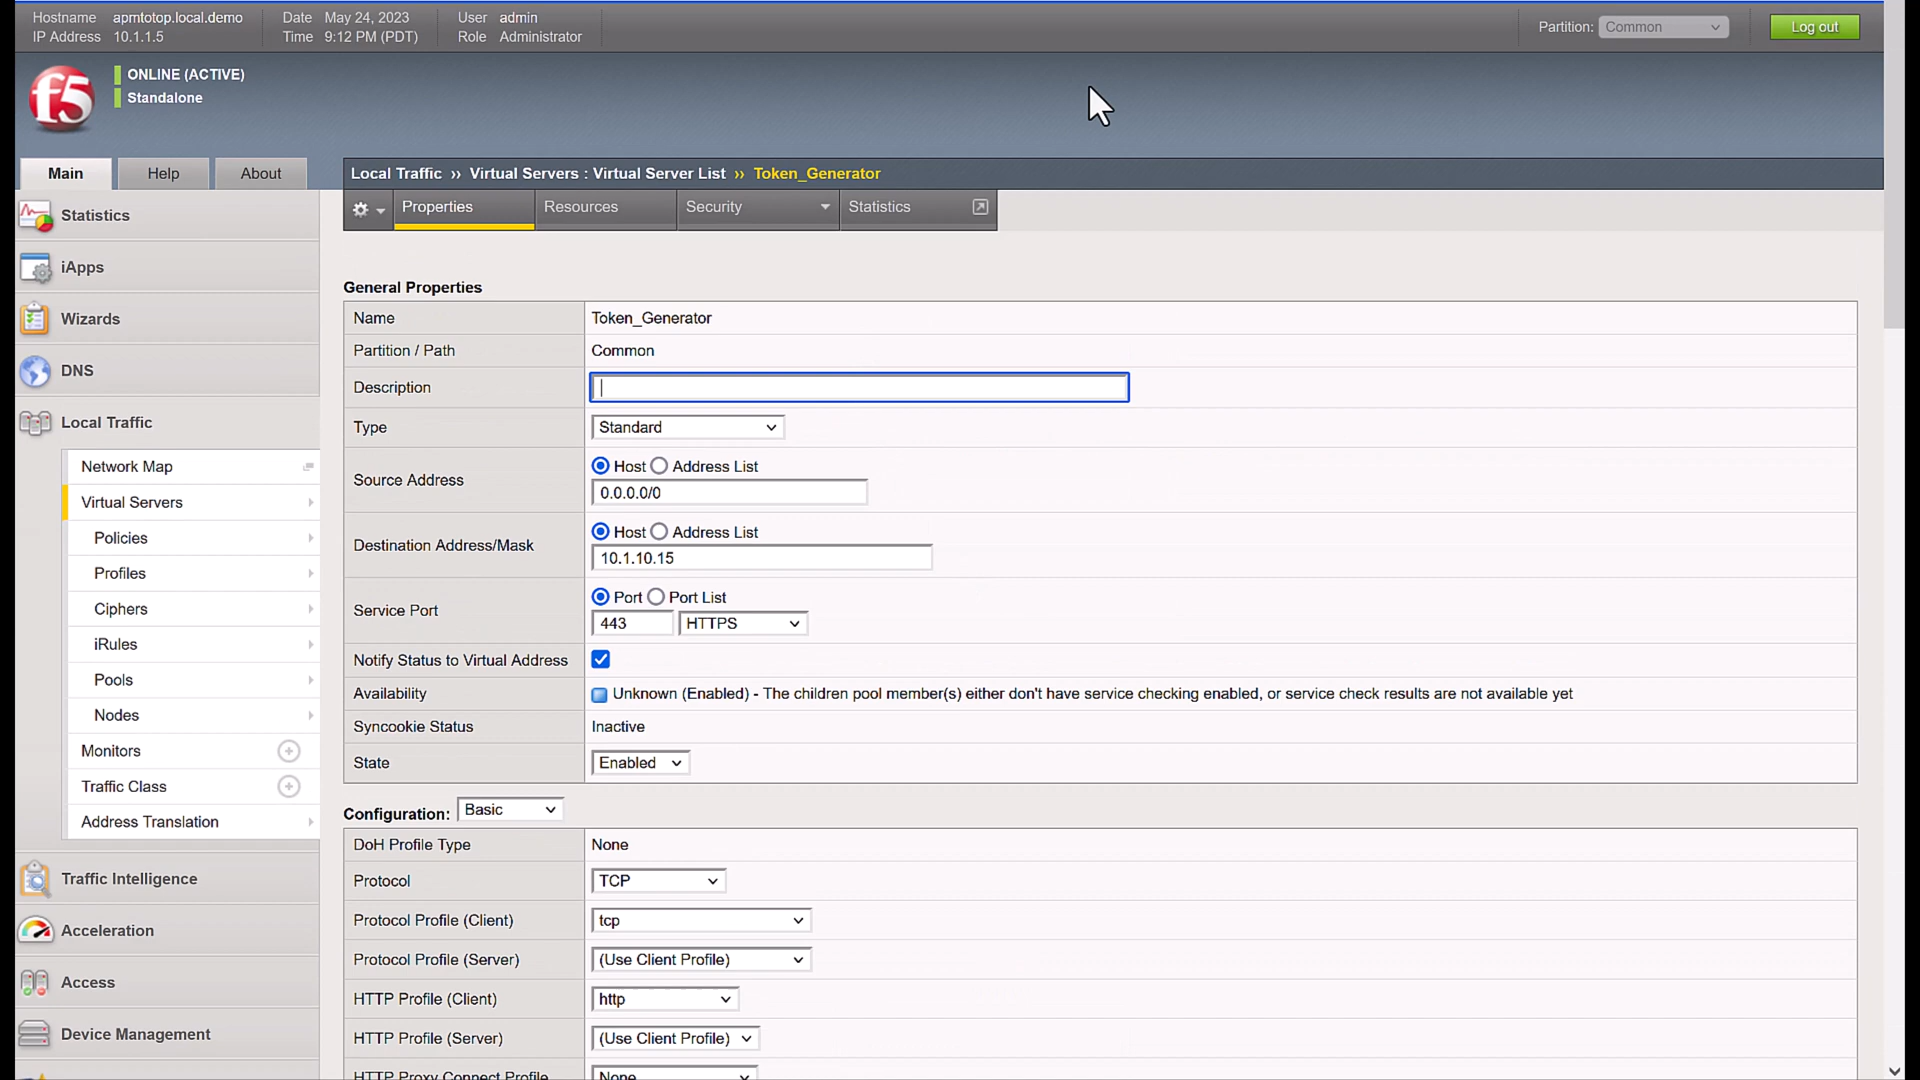 Hostname apmtotop.local.demo Date May 24, 2023 User admin
IP Address 10.1.1.5 Time 9:12 PM (PDT) Role Administrator
Partition: Common Log out
f5
ONLINE (ACTIVE)
Standalone
Main Help About
Local Traffic ›› Virtual Servers : Virtual Server List ›› Token_Generator
Properties Resources Security Statistics
Statistics
iApps
Wizards
DNS
Local Traffic
Network Map
Virtual Servers
Policies
Profiles
Ciphers
iRules
Pools
Nodes
Monitors
Traffic Class
Address Translation
Traffic Intelligence
Acceleration
Access
Device Management
General Properties
Name Token_Generator
Partition / Path Common
Description
Type Standard
Source Address Host Address List
0.0.0.0/0
Destination Address/Mask Host Address List
10.1.10.15
Service Port Port Port List
443 HTTPS
Notify Status to Virtual Address
Availability Unknown (Enabled) - The children pool member(s) either don't have service checking enabled, or service check results are not available yet
Syncookie Status Inactive
State Enabled
Configuration: Basic
DoH Profile Type None
Protocol TCP
Protocol Profile (Client) tcp
Protocol Profile (Server) (Use Client Profile)
HTTP Profile (Client) http
HTTP Profile (Server) (Use Client Profile)
HTTP Proxy Connect Profile None